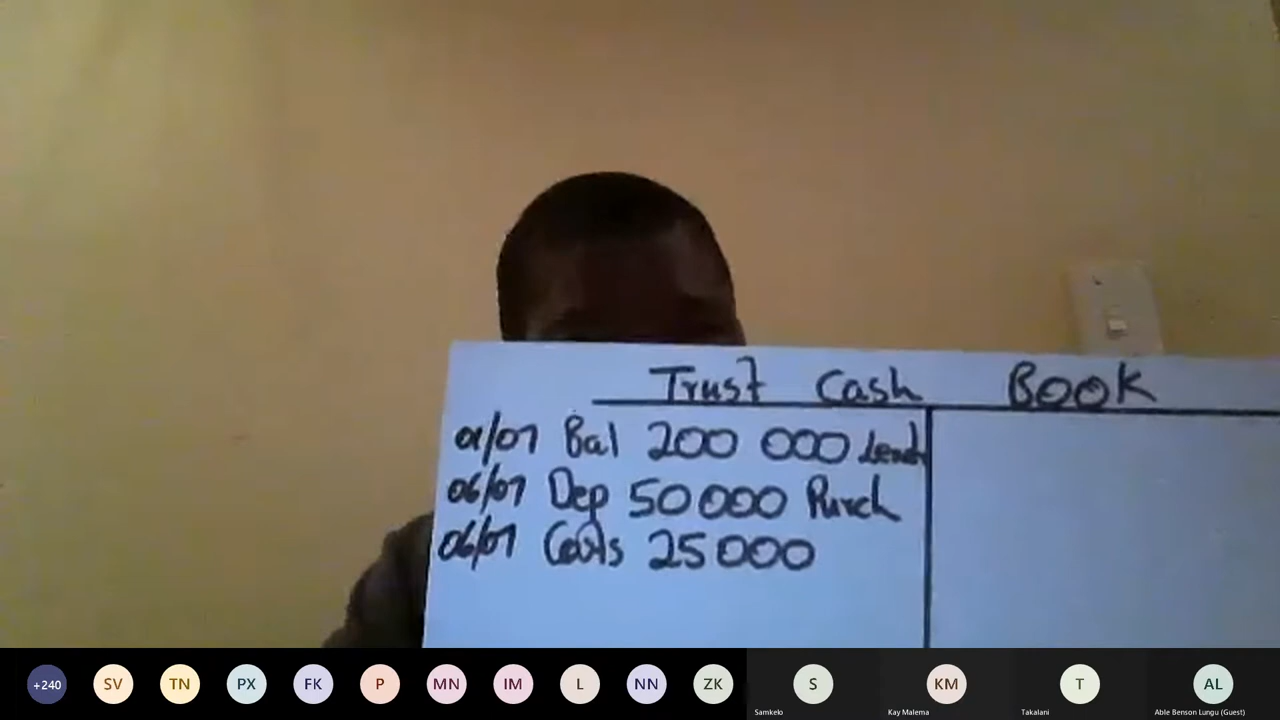 Trust Cash Book
01/07 Bal 200 000
06/07 Dep 50 000 Purch
06/07 Costs 25 000
+240
SV
TN
PX
FK
P
MN
IM
L
NN
ZK
S
KM
T
AL
Samkelo
Kay Malema
Takalani
Able Benson Lungu (Guest)